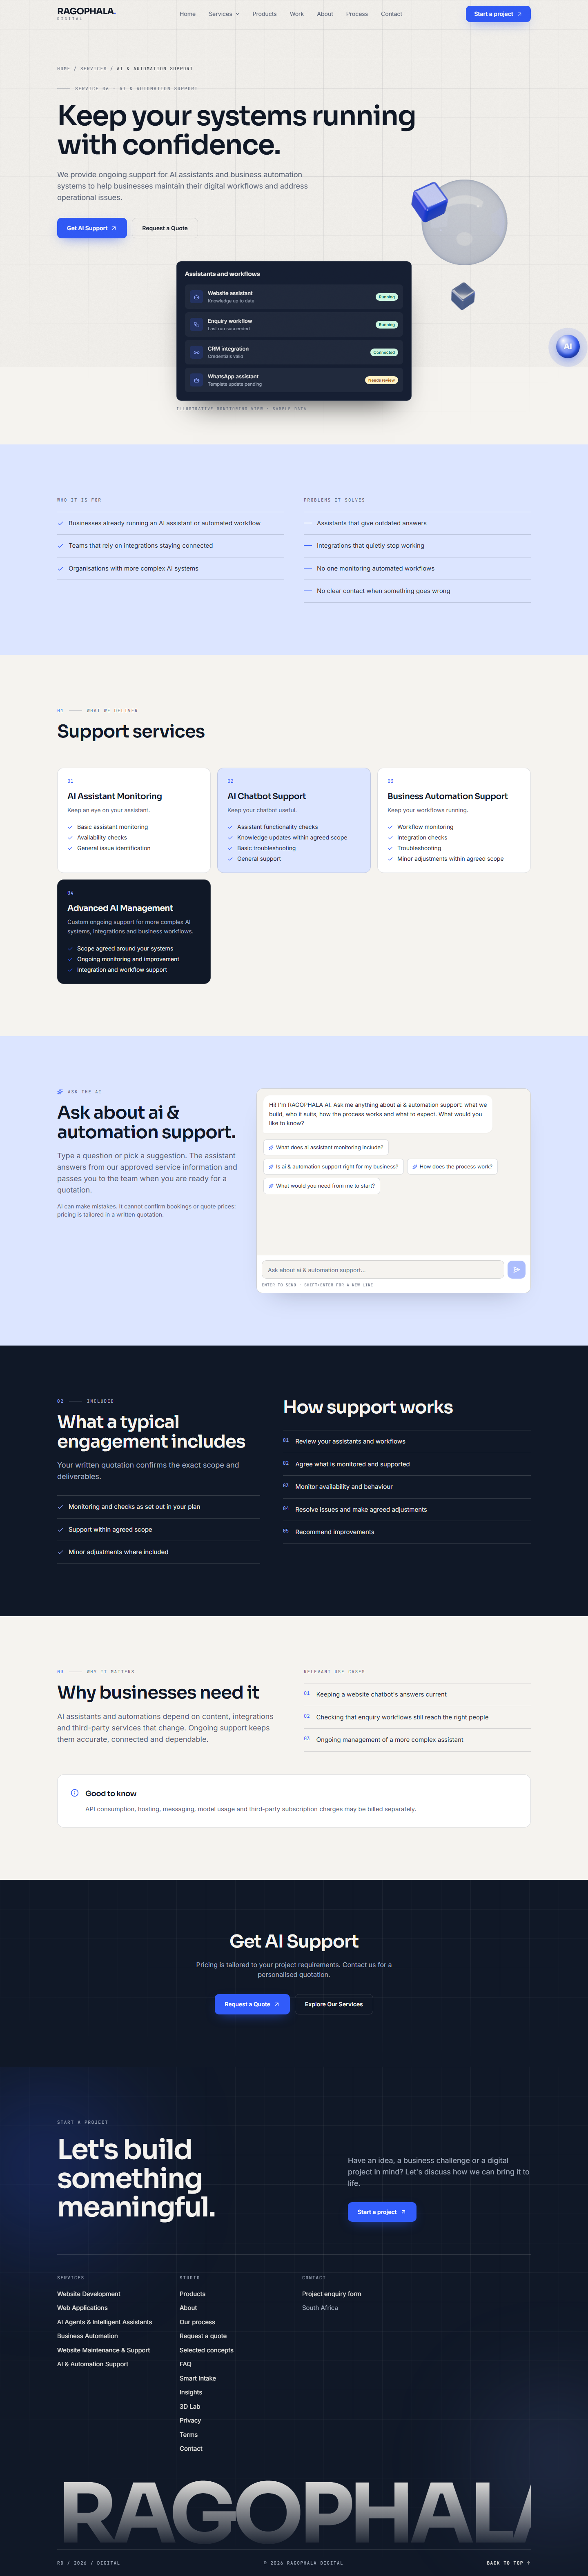 RAGOPHALA.
DIGITAL
Home Services Products Work About Process Contact
Start a project
HOME / SERVICES / AI & AUTOMATION SUPPORT
SERVICE 06 · AI & AUTOMATION SUPPORT
Keep your systems running
with confidence.
We provide ongoing support for AI assistants and business automation
systems to help businesses maintain their digital workflows and address
operational issues.
Get AI Support
Request a Quote
Assistants and workflows
Website assistant
Knowledge up to date
Running
Enquiry workflow
Last run succeeded
Running
CRM integration
Credentials valid
Connected
WhatsApp assistant
Template update pending
Needs review
ILLUSTRATIVE MONITORING VIEW · SAMPLE DATA
AI
WHO IT IS FOR
Businesses already running an AI assistant or automated workflow
Teams that rely on integrations staying connected
Organisations with more complex AI systems
PROBLEMS IT SOLVES
Assistants that give outdated answers
Integrations that quietly stop working
No one monitoring automated workflows
No clear contact when something goes wrong
01 WHAT WE DELIVER
Support services
01
AI Assistant Monitoring
Keep an eye on your assistant.
Basic assistant monitoring
Availability checks
General issue identification
02
AI Chatbot Support
Keep your chatbot useful.
Assistant functionality checks
Knowledge updates within agreed scope
Basic troubleshooting
General support
03
Business Automation Support
Keep your workflows running.
Workflow monitoring
Integration checks
Troubleshooting
Minor adjustments within agreed scope
04
Advanced AI Management
Custom ongoing support for more complex AI
systems, integrations and business workflows.
Scope agreed around your systems
Ongoing monitoring and improvement
Integration and workflow support
ASK THE AI
Ask about ai &
automation support.
Type a question or pick a suggestion. The assistant
answers from our approved service information and
passes you to the team when you are ready for a
quotation.
AI can make mistakes. It cannot confirm bookings or quote prices:
pricing is tailored in a written quotation.
Hi! I'm RAGOPHALA AI. Ask me anything about ai & automation support: what we
build, who it suits, how the process works and what to expect. What would you
like to know?
What does ai assistant monitoring include?
Is ai & automation support right for my business?
How does the process work?
What would you need from me to start?
Ask about ai & automation support...
ENTER TO SEND · SHIFT+ENTER FOR A NEW LINE
02 INCLUDED
What a typical
engagement includes
Your written quotation confirms the exact scope and
deliverables.
Monitoring and checks as set out in your plan
Support within agreed scope
Minor adjustments where included
How support works
01 Review your assistants and workflows
02 Agree what is monitored and supported
03 Monitor availability and behaviour
04 Resolve issues and make agreed adjustments
05 Recommend improvements
03 WHY IT MATTERS
Why businesses need it
AI assistants and automations depend on content, integrations
and third-party services that change. Ongoing support keeps
them accurate, connected and dependable.
RELEVANT USE CASES
01 Keeping a website chatbot's answers current
02 Checking that enquiry workflows still reach the right people
03 Ongoing management of a more complex assistant
Good to know
API consumption, hosting, messaging, model usage and third-party subscription charges may be billed separately.
Get AI Support
Pricing is tailored to your project requirements. Contact us for a
personalised quotation.
Request a Quote
Explore Our Services
START A PROJECT
Let's build
something
meaningful.
Have an idea, a business challenge or a digital
project in mind? Let's discuss how we can bring it to
life.
Start a project
SERVICES
Website Development
Web Applications
AI Agents & Intelligent Assistants
Business Automation
Website Maintenance & Support
AI & Automation Support
STUDIO
Products
About
Our process
Request a quote
Selected concepts
FAQ
Smart Intake
Insights
3D Lab
Privacy
Terms
Contact
CONTACT
Project enquiry form
South Africa
RAGOPHALA
RD / 2026 / DIGITAL
© 2026 RAGOPHALA DIGITAL
BACK TO TOP ↑